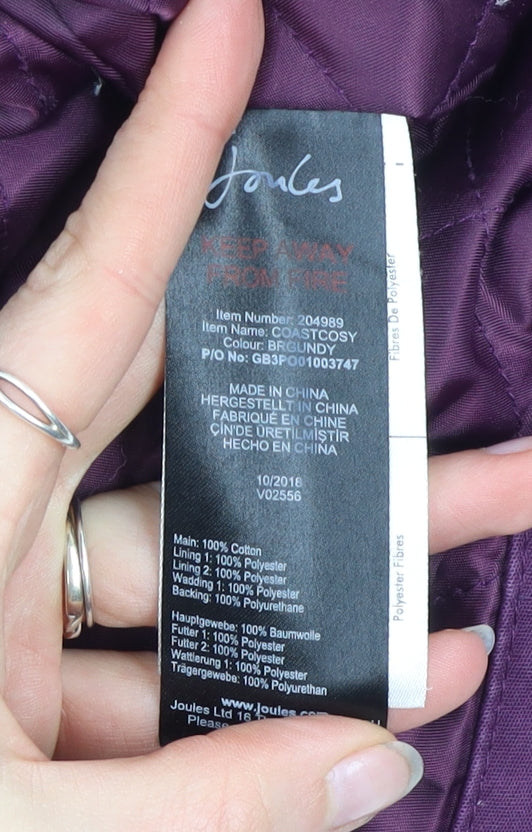 Joules
KEEP AWAY
FROM FIRE
Item Number: 204989
Item Name: COASTCOSY
Colour: BRGUNDY
P/O No: GB3PO01003747
MADE IN CHINA
HERGESTELLT IN CHINA
FABRIQUÉ EN CHINE
ÇIN'DE ÜRETILMİŞTİR
HECHO EN CHINA
10/2018
V02556
Main: 100% Cotton
Lining 1: 100% Polyester
Lining 2: 100% Polyester
Wadding 1: 100% Polyester
Backing: 100% Polyurethane
Hauptgewebe: 100% Baumwolle
Futter 1: 100% Polyester
Futter 2: 100% Polyester
Wattierung 1: 100% Polyester
Trägergewebe: 100% Polyurethan
www.joules
Joules Ltd 16
Please
Fibres De Polyester
Polyester Fibres